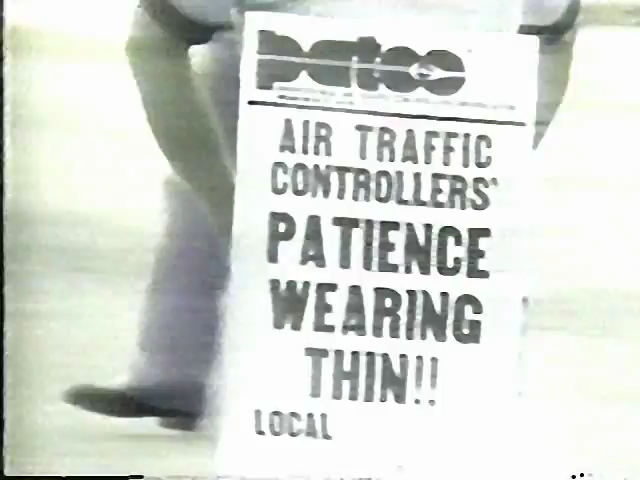 patco
AIR TRAFFIC
CONTROLLERS'
PATIENCE
WEARING
THIN!!
LOCAL